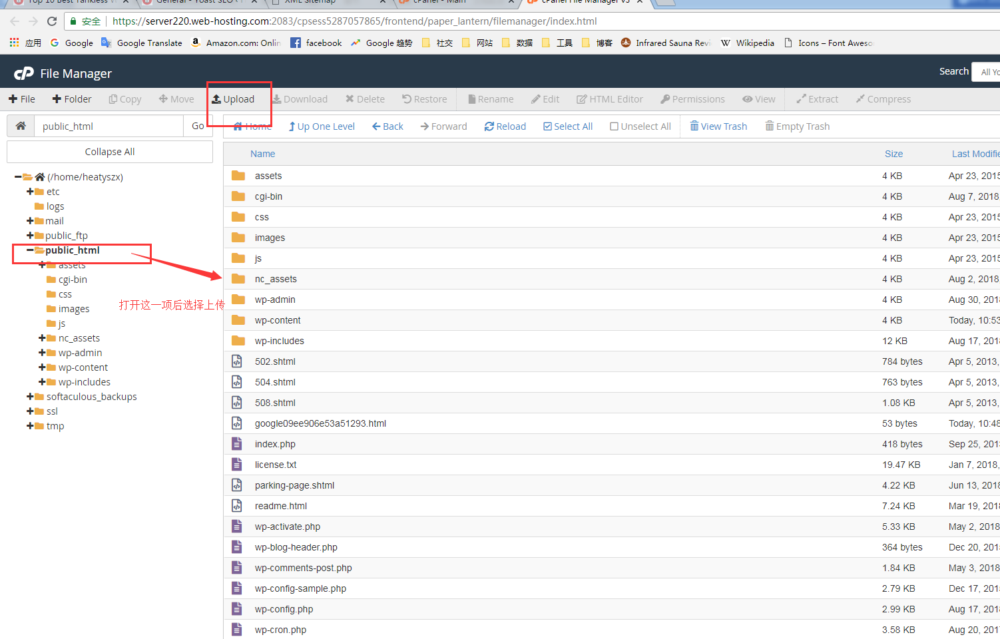 Top 10 Best Tankless
General - Yoast SEO
XML Sitemap
cPanel - Main
cPanel File Manager v3
安全 https://server220.web-hosting.com:2083/cpsess5287057865/frontend/paper_lantern/filemanager/index.html
应用 Google Google Translate Amazon.com: Onlin facebook Google 趋势 社交 网站 数据 工具 博客 Infrared Sauna Revi Wikipedia Icons – Font Aweso
cP File Manager Search All Yo
File Folder Copy Move Upload Download Delete Restore Rename Edit HTML Editor Permissions View Extract Compress
public_html Go Home Up One Level Back Forward Reload Select All Unselect All View Trash Empty Trash
Collapse All
(/home/heatyszx)
etc
logs
mail
public_ftp
public_html
assets
cgi-bin
css
images
js
nc_assets
wp-admin
wp-content
wp-includes
softaculous_backups
ssl
tmp
打开这一项后选择上传
Name Size Last Modifie
assets 4 KB Apr 23, 2015
cgi-bin 4 KB Aug 7, 2018
css 4 KB Apr 23, 2015
images 4 KB Apr 23, 2015
js 4 KB Apr 23, 2015
nc_assets 4 KB Aug 2, 2018
wp-admin 4 KB Aug 30, 2018
wp-content 4 KB Today, 10:53
wp-includes 12 KB Aug 17, 2018
502.shtml 784 bytes Apr 5, 2013,
504.shtml 763 bytes Apr 5, 2013,
508.shtml 1.08 KB Apr 5, 2013,
google09ee906e53a51293.html 53 bytes Today, 10:48
index.php 418 bytes Sep 25, 2013
license.txt 19.47 KB Jan 7, 2018,
parking-page.shtml 4.22 KB Jun 13, 2018
readme.html 7.24 KB Mar 19, 2018
wp-activate.php 5.33 KB May 2, 2018
wp-blog-header.php 364 bytes Dec 20, 2015
wp-comments-post.php 1.84 KB May 3, 2018
wp-config-sample.php 2.79 KB Dec 17, 2015
wp-config.php 2.99 KB Aug 17, 2018
wp-cron.php 3.58 KB Aug 20, 2017